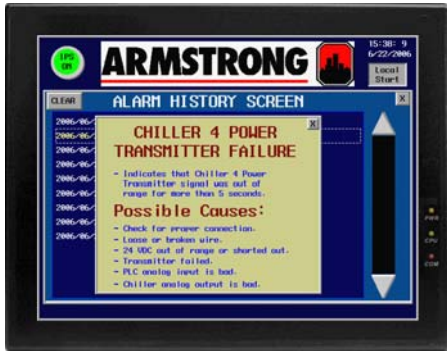 IPS
ON
ARMSTRONG
15:38: 9
6/22/2006
Local
Start
CLEAR
ALARM HISTORY SCREEN
X
2006/06/
2006/06/
2006/06/
2006/06/
2006/06/
2006/06/
2006/06/
2006/06/
2006/06/
X
CHILLER 4 POWER
TRANSMITTER FAILURE
- Indicates that Chiller 4 Power
Transmitter signal was out of
range for more than 5 seconds.
Possible Causes:
- Check for proper connection.
- Loose or broken wire.
- 24 VDC out of range or shorted out.
- Transmitter failed.
- PLC analog input is bad.
- Chiller analog output is bad.
PWR
CPU
COM